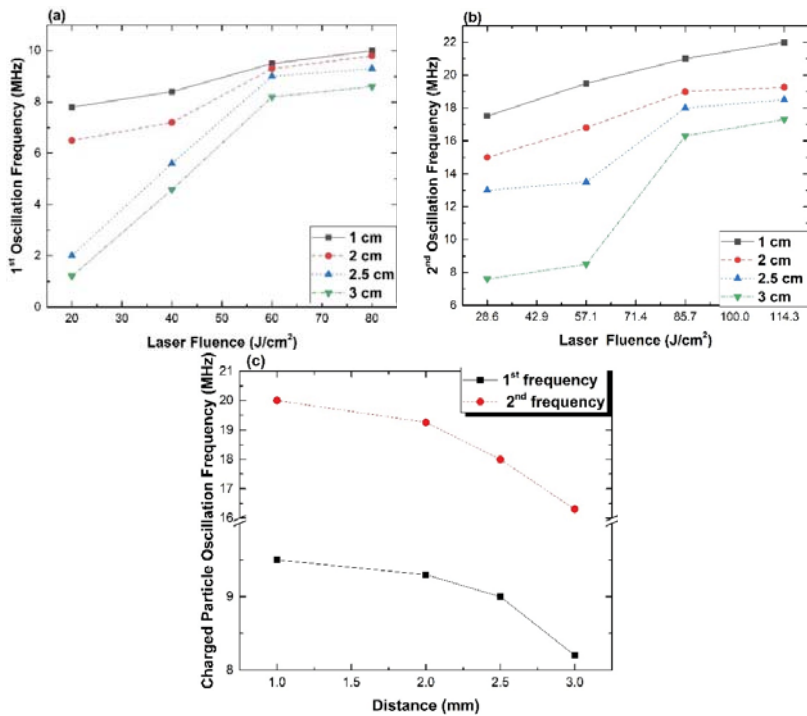 (a)
1st Oscillation Frequency (MHz)
10
8
6
4
2
0
1 cm
2 cm
2.5 cm
3 cm
20 30 40 50 60 70 80
Laser Fluence (J/cm²)
(b)
2nd Oscillation Frequency (MHz)
22
20
18
16
14
12
10
8
6
1 cm
2 cm
2.5 cm
3 cm
28.6 42.9 57.1 71.4 85.7 100.0 114.3
Laser Fluence (J/cm²)
(c)
Charged Particle Oscillation Frequency (MHz)
21
20
19
18
17
16
9
8
1st frequency
2nd frequency
1.0 1.5 2.0 2.5 3.0
Distance (mm)